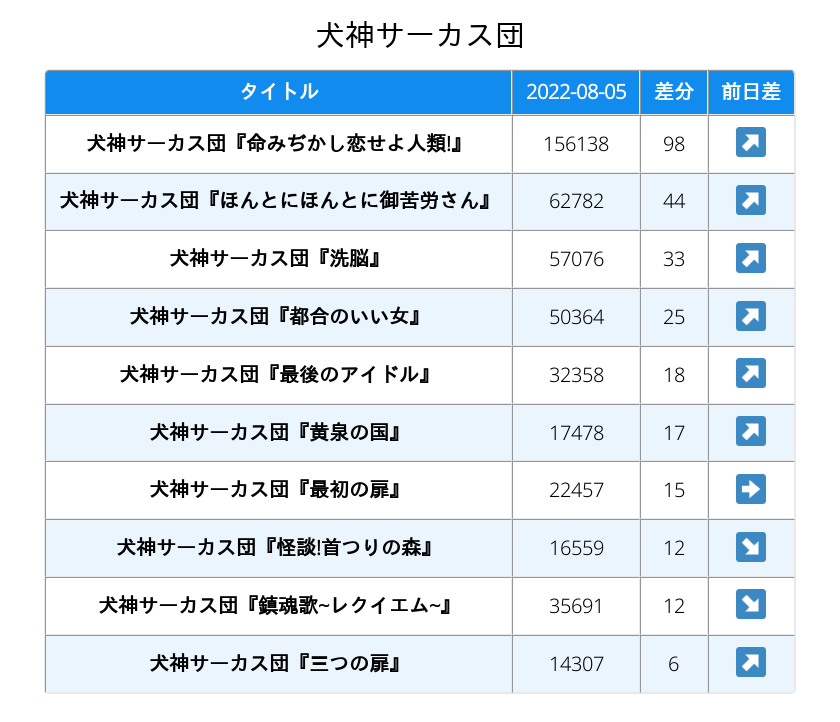 犬神サーカス団
タイトル 2022-08-05 差分 前日差
犬神サーカス団『命みぢかし恋せよ人類!』 156138 98 ↗
犬神サーカス団『ほんとにほんとに御苦労さん』 62782 44 ↗
犬神サーカス団『洗脳』 57076 33 ↗
犬神サーカス団『都合のいい女』 50364 25 ↗
犬神サーカス団『最後のアイドル』 32358 18 ↗
犬神サーカス団『黄泉の国』 17478 17 ↗
犬神サーカス団『最初の扉』 22457 15 ➡
犬神サーカス団『怪談!首つりの森』 16559 12 ↘
犬神サーカス団『鎮魂歌~レクイエム~』 35691 12 ↘
犬神サーカス団『三つの扉』 14307 6 ↗